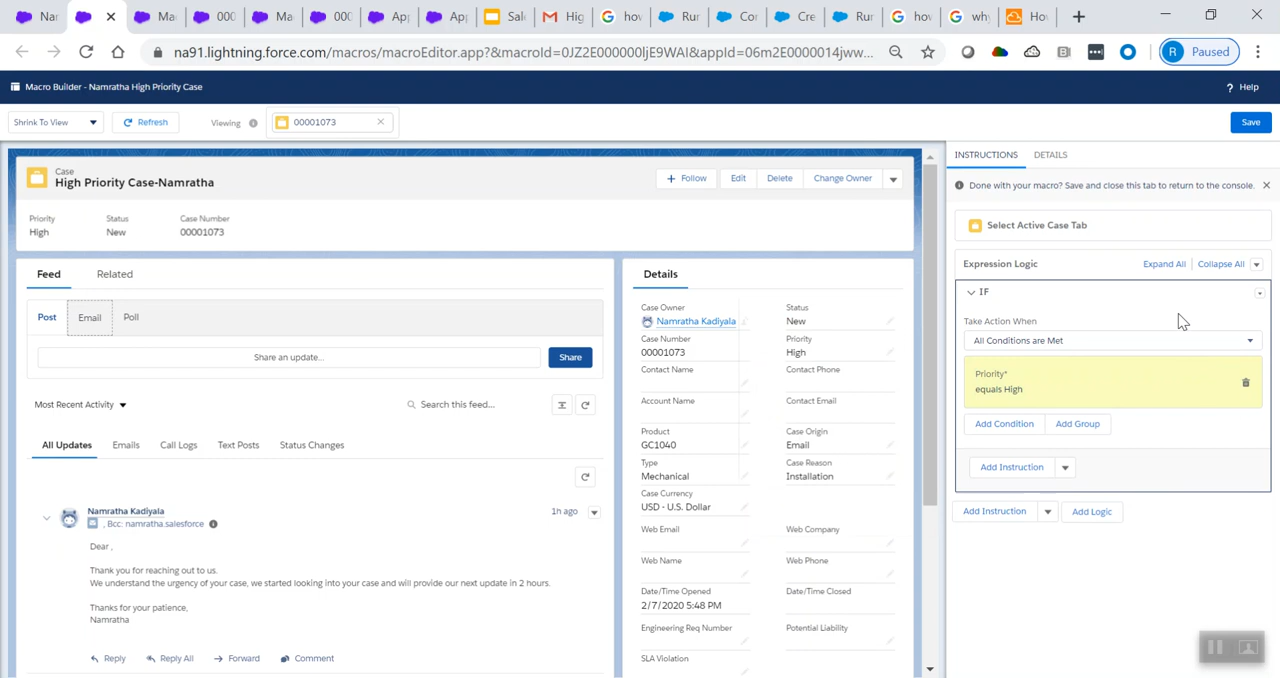 Nar
Ma
000
Ma
000
Ap
Ap
Sal
Hig
hov
Rur
Cor
Cre
Rur
hov
why
Hov
na91.lightning.force.com/macros/macroEditor.app?&macroId=0JZ2E000000ljE9WAI&appId=06m2E0000014jww...
R Paused
Macro Builder - Namratha High Priority Case
? Help
Shrink To View
Refresh
Viewing
00001073
Save
INSTRUCTIONS
DETAILS
Done with your macro? Save and close this tab to return to the console.
Case
High Priority Case-Namratha
+ Follow
Edit
Delete
Change Owner
Priority
High
Status
New
Case Number
00001073
Feed
Related
Post
Email
Poll
Share an update...
Share
Most Recent Activity
Search this feed...
All Updates
Emails
Call Logs
Text Posts
Status Changes
Namratha Kadiyala
, Bcc: namratha.salesforce
1h ago
Dear ,
Thank you for reaching out to us.
We understand the urgency of your case, we started looking into your case and will provide our next update in 2 hours.
Thanks for your patience,
Namratha
Reply
Reply All
Forward
Comment
Details
Case Owner
Namratha Kadiyala
Status
New
Case Number
00001073
Priority
High
Contact Name
Contact Phone
Account Name
Contact Email
Product
GC1040
Case Origin
Email
Type
Mechanical
Case Reason
Installation
Case Currency
USD - U.S. Dollar
Web Email
Web Company
Web Name
Web Phone
Date/Time Opened
2/7/2020 5:48 PM
Date/Time Closed
Engineering Req Number
Potential Liability
SLA Violation
Select Active Case Tab
Expression Logic
Expand All
Collapse All
IF
Take Action When
All Conditions are Met
Priority*
equals High
Add Condition
Add Group
Add Instruction
Add Instruction
Add Logic